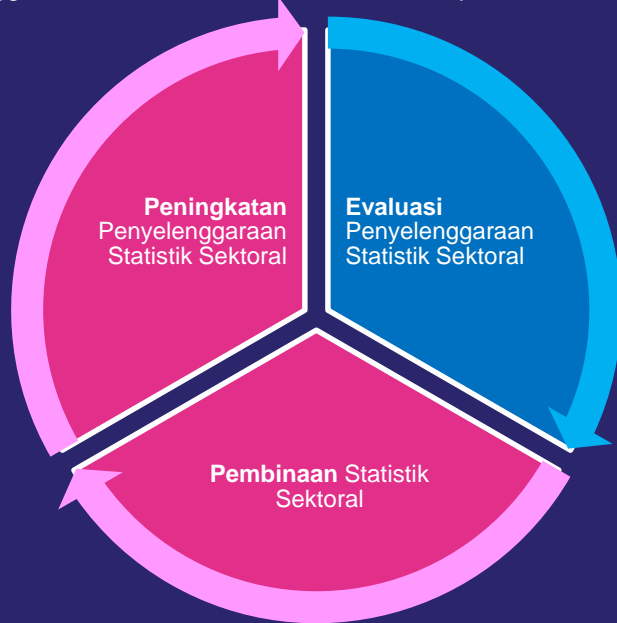 Peningkatan
Penyelenggaraan
Statistik Sektoral
Evaluasi
Penyelenggaraan
Statistik Sektoral
Pembinaan Statistik
Sektoral